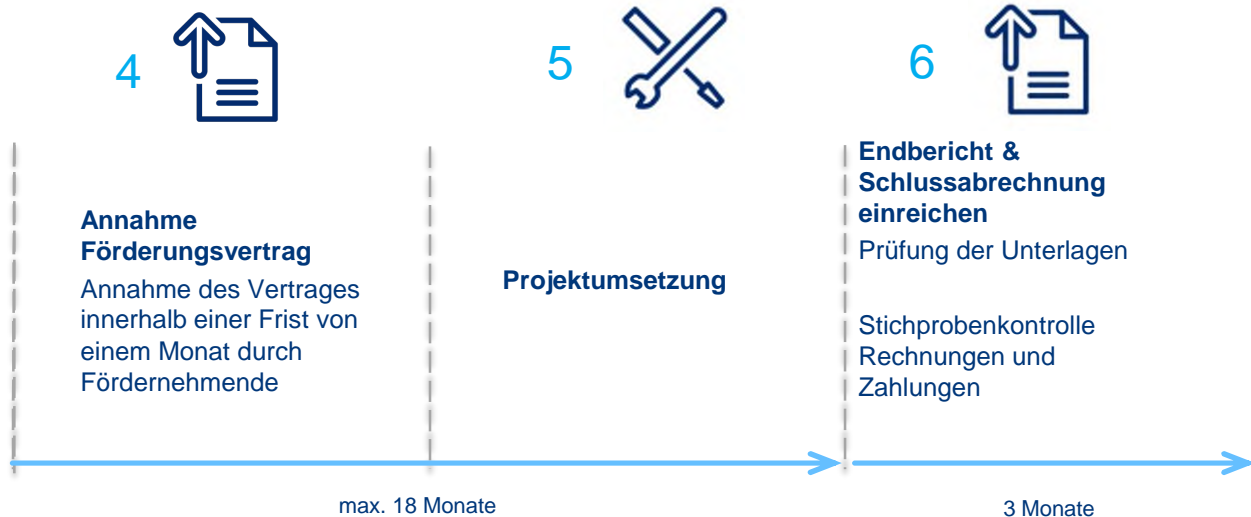 4
Annahme
Förderungsvertrag
Annahme des Vertrages
innerhalb einer Frist von
einem Monat durch
Fördernehmende
5
Projektumsetzung
6
Endbericht &
Schlussabrechnung
einreichen
Prüfung der Unterlagen
Stichprobenkontrolle
Rechnungen und
Zahlungen
max. 18 Monate
3 Monate